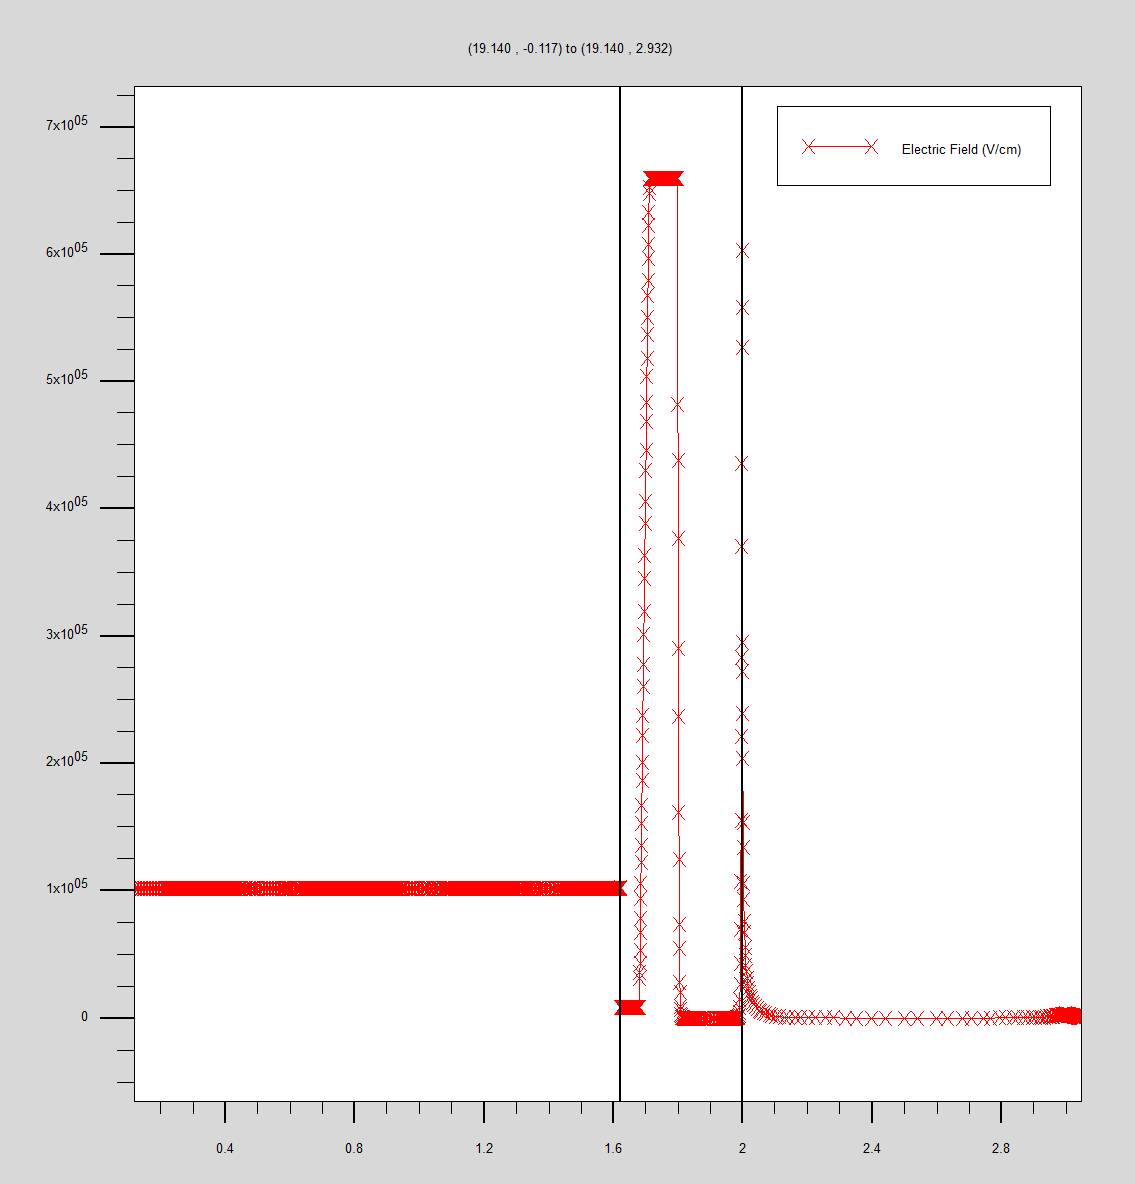 (19.140 , -0.117) to (19.140 , 2.932)
Electric Field (V/cm)
7x10^05
6x10^05
5x10^05
4x10^05
3x10^05
2x10^05
1x10^05
0
0.4 0.8 1.2 1.6 2 2.4 2.8